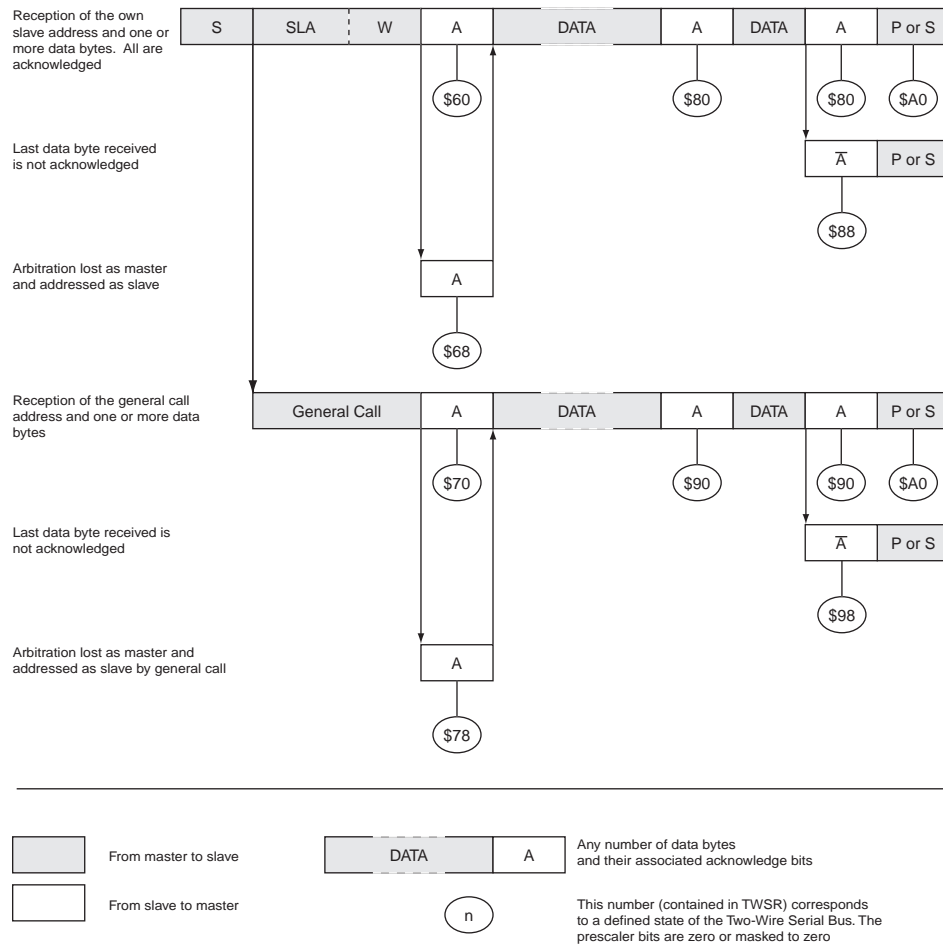 Reception of the own
slave address and one or
more data bytes.  All are
acknowledged
S SLA W A DATA A DATA A P or S
$60 $80 $80 $A0
Last data byte received
is not acknowledged
A̅ P or S
$88
Arbitration lost as master
and addressed as slave
A
$68
Reception of the general call
address and one or more data
bytes
General Call A DATA A DATA A P or S
$70 $90 $90 $A0
Last data byte received is
not acknowledged
A̅ P or S
$98
Arbitration lost as master and
addressed as slave by general call
A
$78
From master to slave
DATA A
Any number of data bytes
and their associated acknowledge bits
From slave to master
n
This number (contained in TWSR) corresponds
to a defined state of the Two-Wire Serial Bus. The
prescaler bits are zero or masked to zero